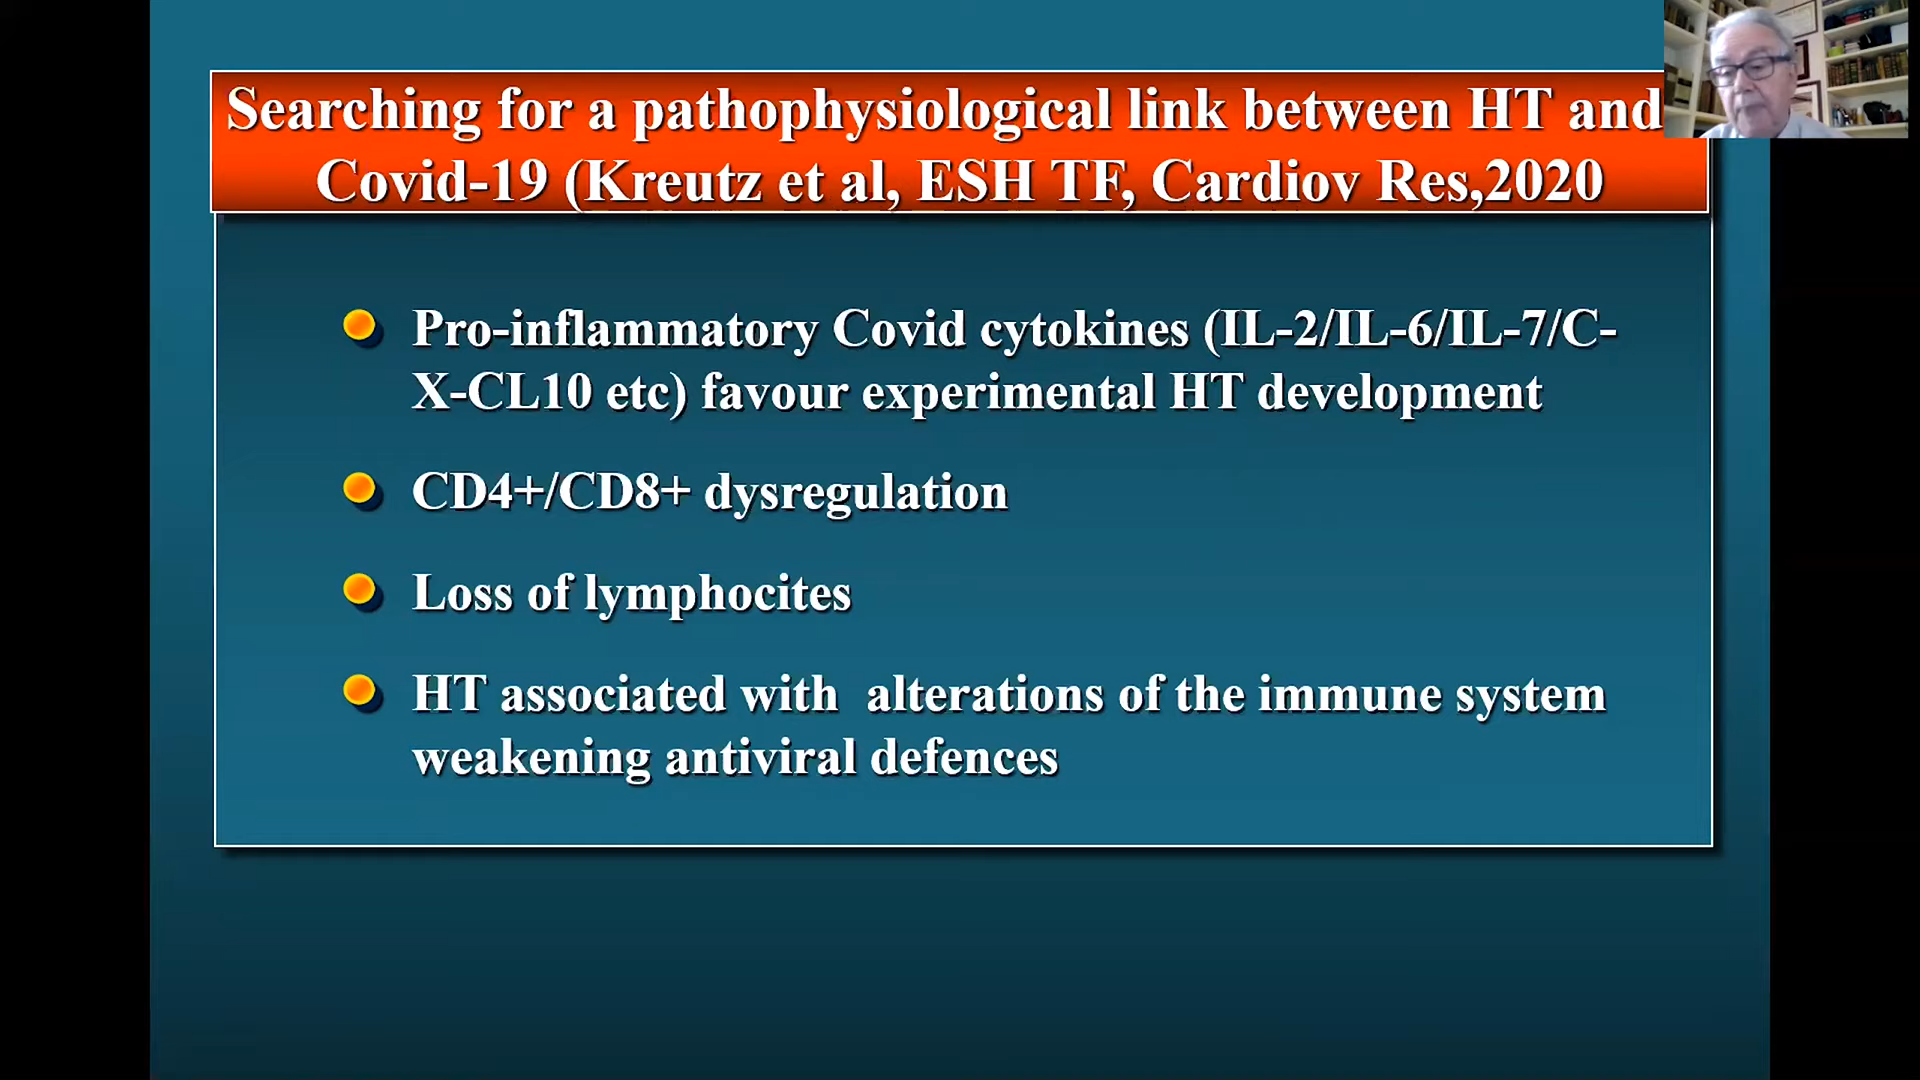 Searching for a pathophysiological link between HT and
Covid-19 (Kreutz et al, ESH TF, Cardiov Res,2020
Pro-inflammatory Covid cytokines (IL-2/IL-6/IL-7/C-
X-CL10 etc) favour experimental HT development
CD4+/CD8+ dysregulation
Loss of lymphocites
HT associated with  alterations of the immune system
weakening antiviral defences